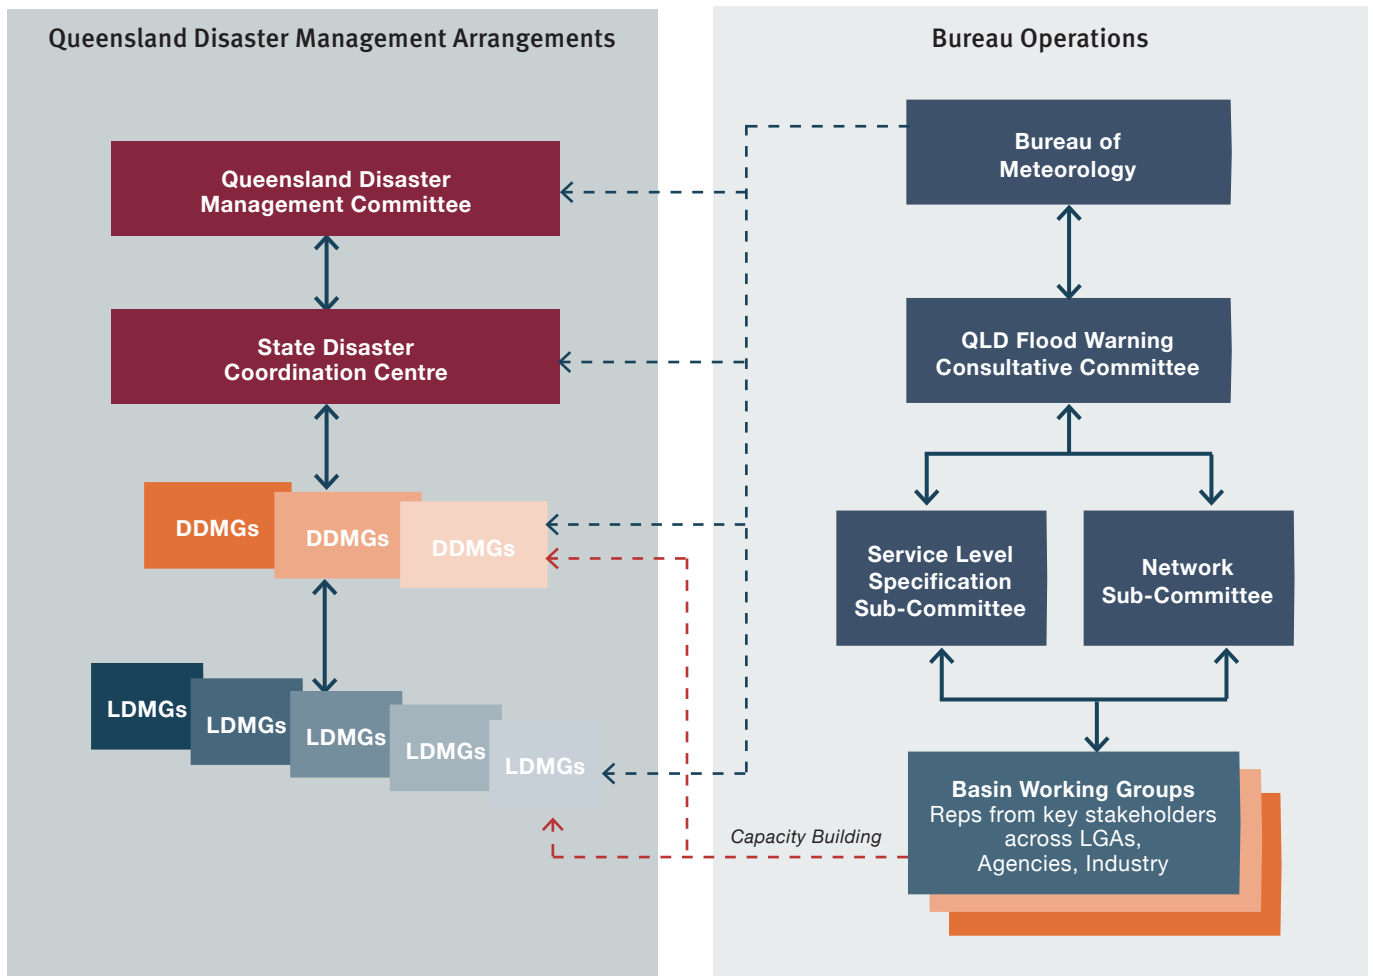 Queensland Disaster Management Arrangements
Queensland Disaster
Management Committee
State Disaster
Coordination Centre
DDMGs
DDMGs
DDMGs
LDMGs
LDMGs
LDMGs
LDMGs
LDMGs
Bureau Operations
Bureau of
Meteorology
QLD Flood Warning
Consultative Committee
Service Level
Specification
Sub-Committee
Network
Sub-Committee
Basin Working Groups
Reps from key stakeholders
across LGAs,
Agencies, Industry
Capacity Building